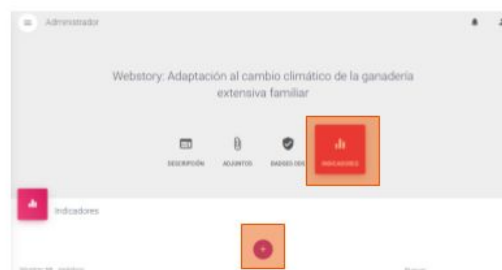 Administrador
Webstory: Adaptación al cambio climático de la ganadería
extensiva familiar
DESCRIPCIÓN
ADJUNTOS
BADGES ODS
INDICADORES
Indicadores